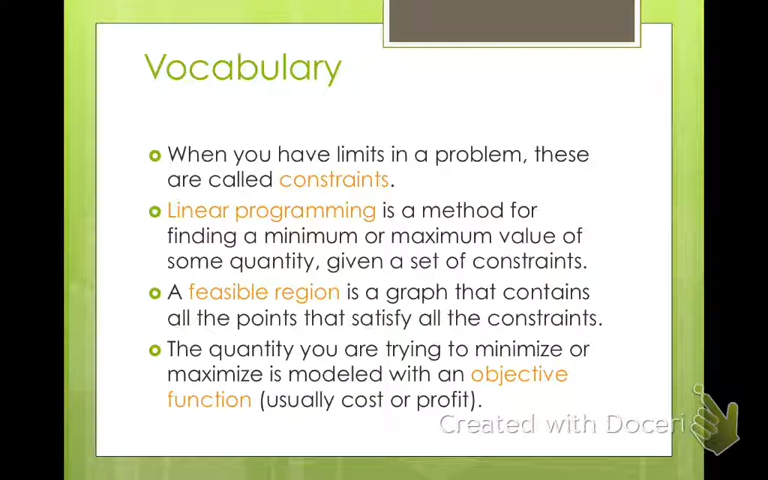 Vocabulary
When you have limits in a problem, these
are called constraints.
Linear programming is a method for
finding a minimum or maximum value of
some quantity, given a set of constraints.
A feasible region is a graph that contains
all the points that satisfy all the constraints.
The quantity you are trying to minimize or
maximize is modeled with an objective
function (usually cost or profit).
Created with Doceri